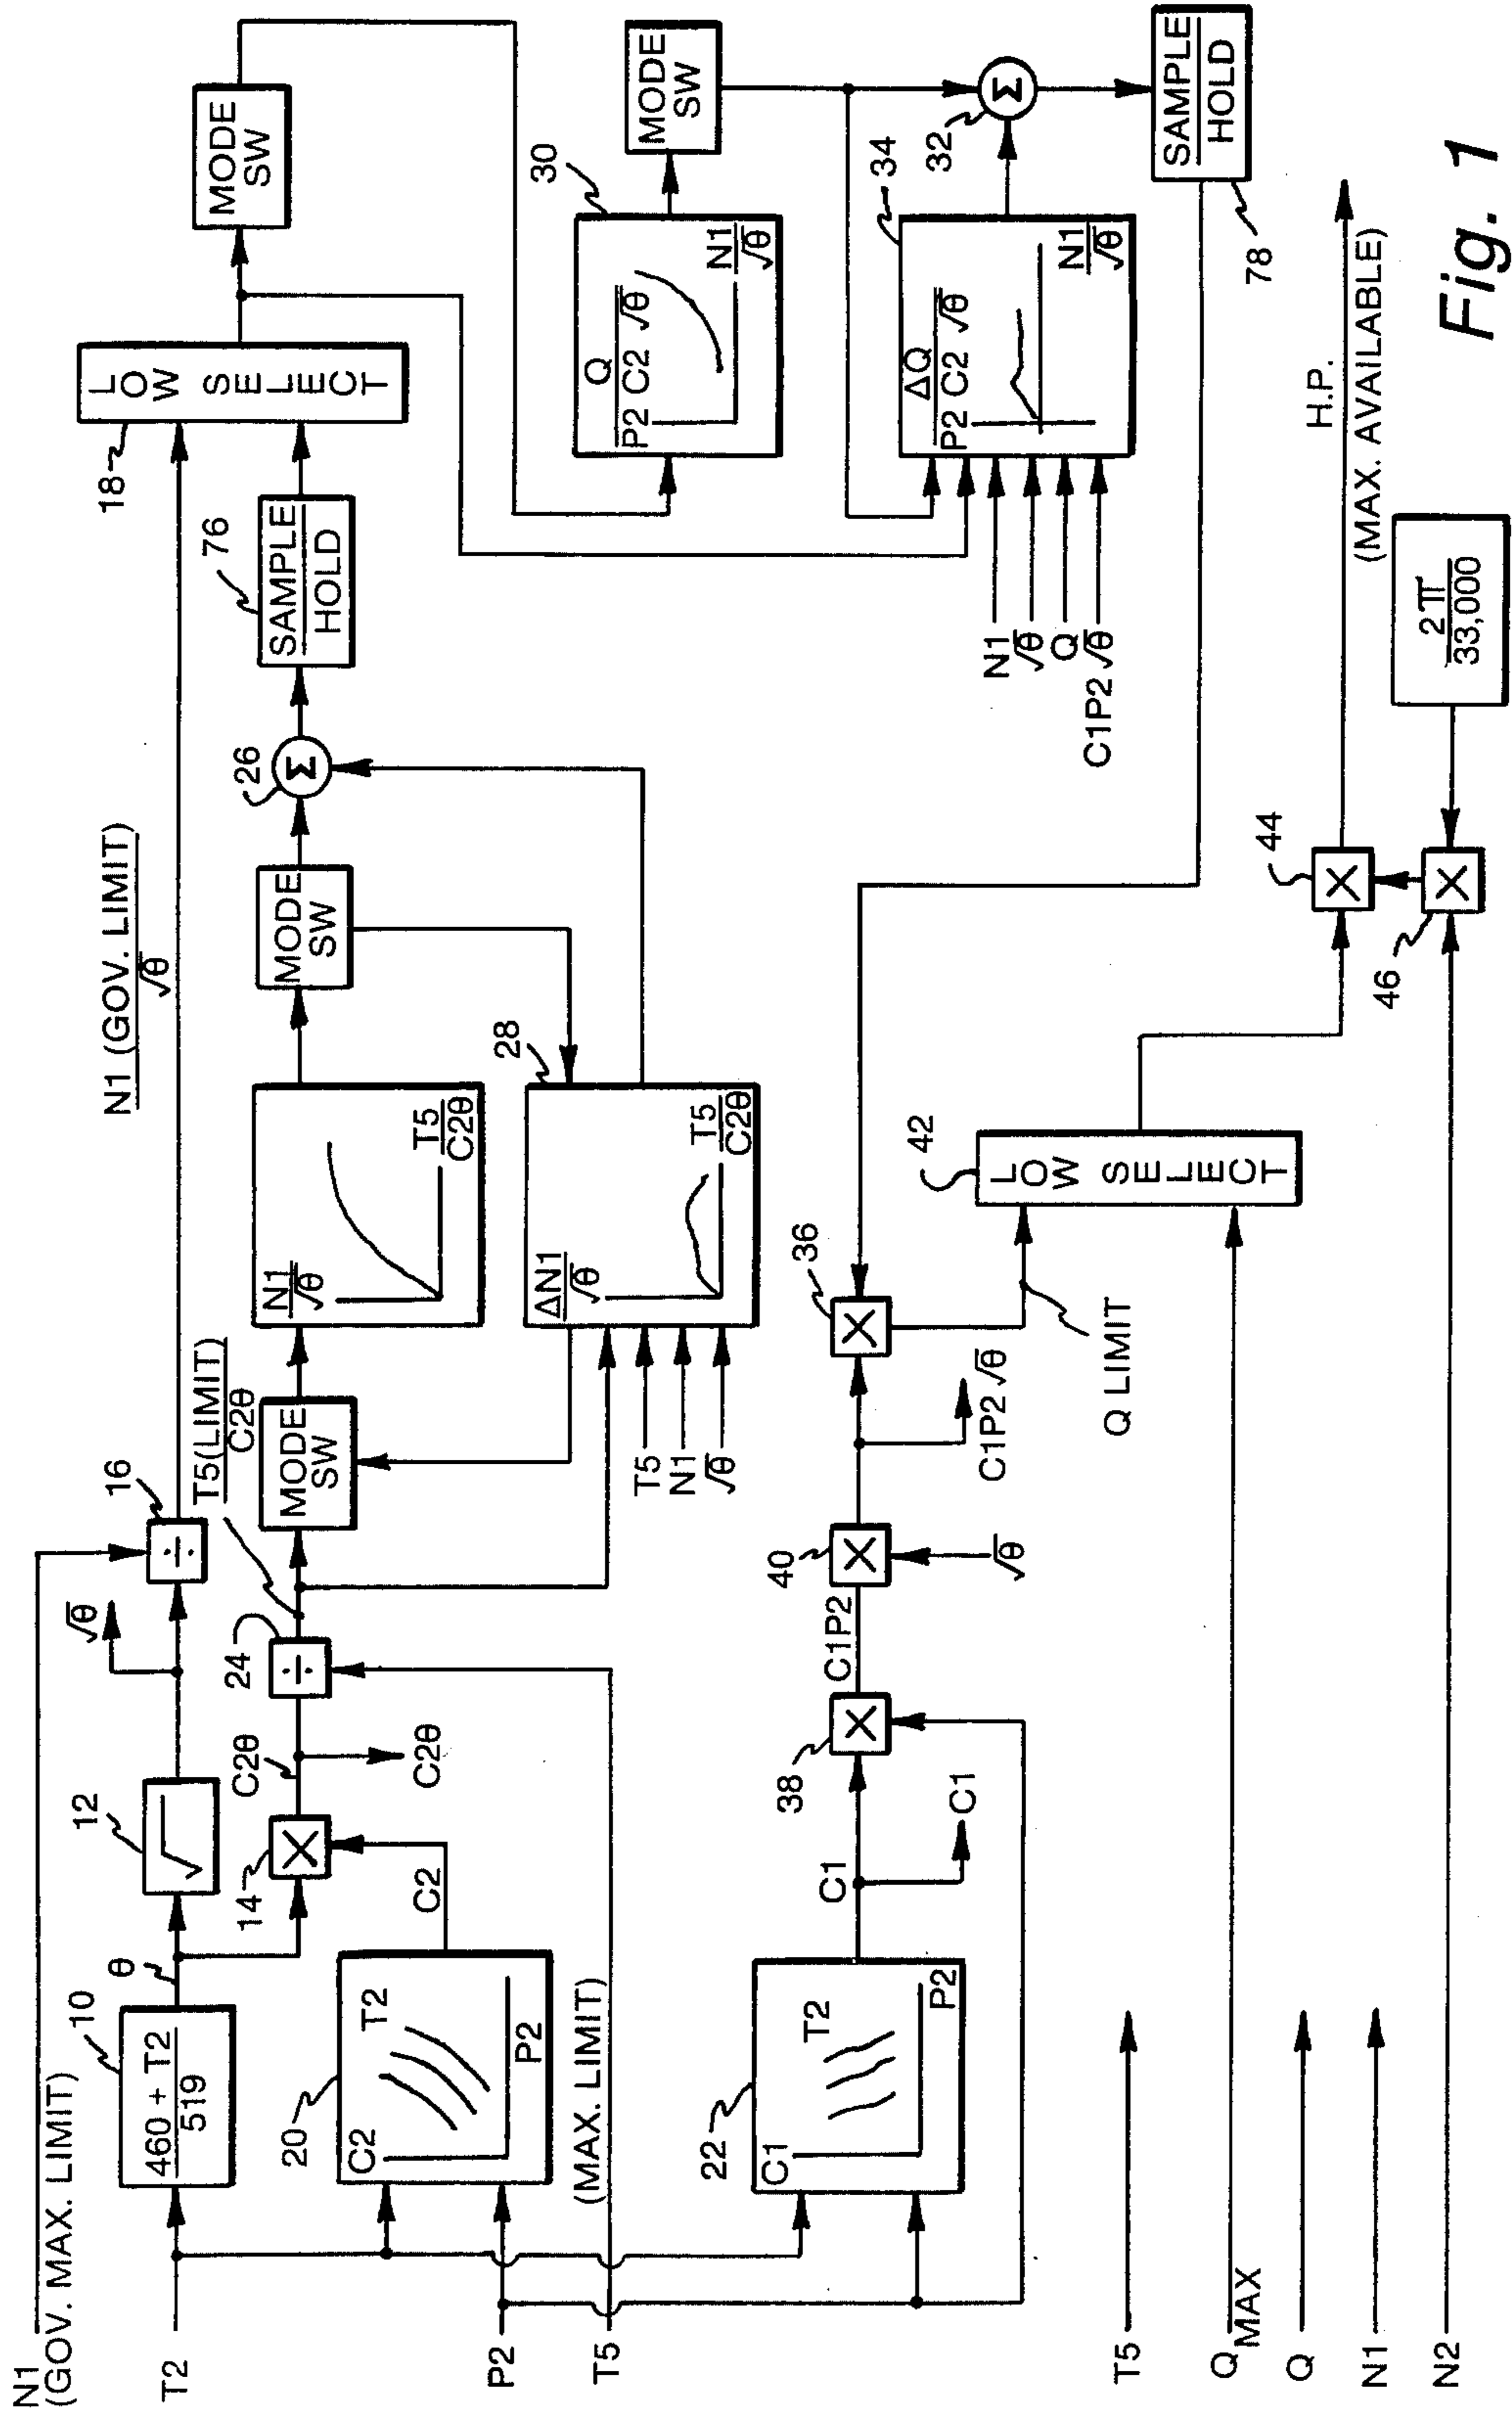 N1
(GOV. MAX. LIMIT)
T2
P2
T5
(MAX. LIMIT)
T5
Q MAX
Q
N1
N2
10
460 + T2
519
θ
12
√
√θ
16
÷
N1 (GOV. LIMIT)
√θ
14
X
C2
C2θ
C2θ
24
÷
T5(LIMIT)
C2θ
20
C2
T2
P2
22
C1
T2
P2
C1
C1
38
X
C1P2
40
X
√θ
C1P2 √θ
36
X
Q LIMIT
MODE
SW
N1
√θ
T5
C2θ
28
ΔN1
√θ
T5
C2θ
T5
N1
√θ
MODE
SW
26
Σ
76
SAMPLE
HOLD
18
LOW
SELECT
MODE
SW
30
Q
P2 C2 √θ
N1
√θ
MODE
SW
34
ΔQ
P2 C2 √θ
N1
√θ
N1
√θ
Q
C1P2 √θ
32
Σ
SAMPLE
HOLD
78
42
LOW
SELECT
44
X
46
X
2π
33,000
H.P.
(MAX. AVAILABLE)
Fig. 1